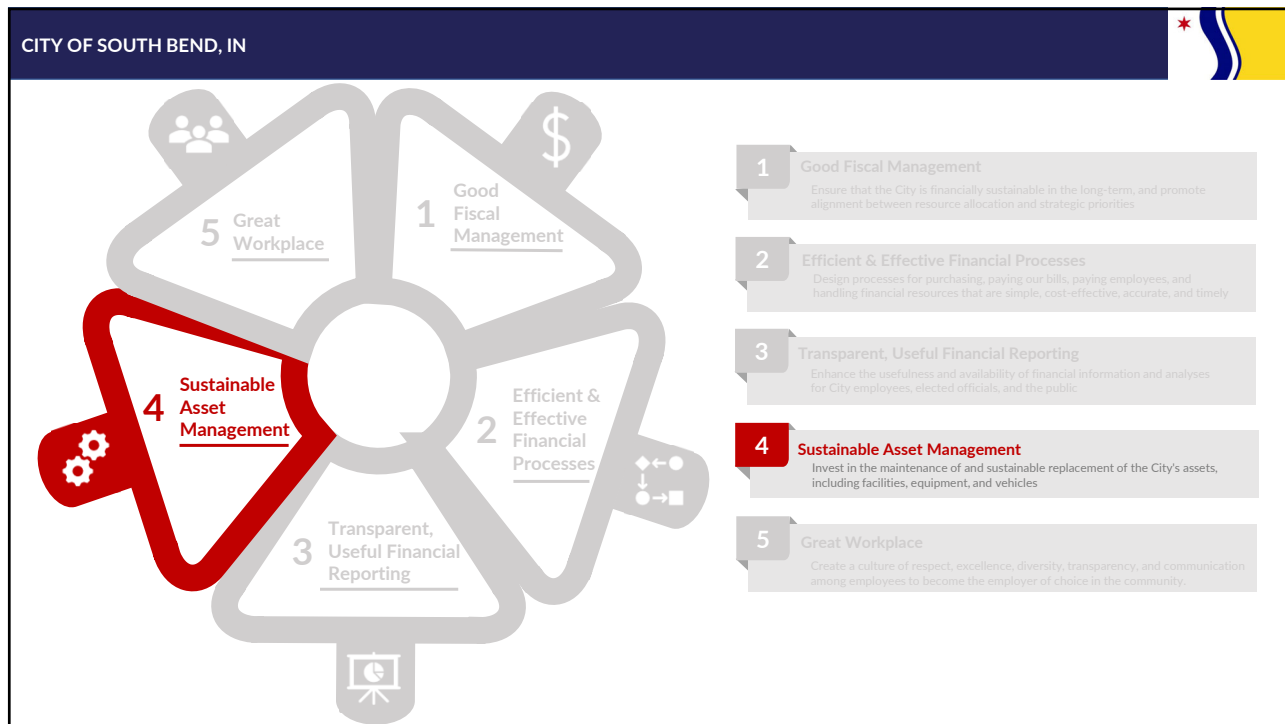 CITY OF SOUTH BEND, IN
5
Great
Workplace
1
Good
Fiscal
Management
4
Sustainable
Asset
Management
2
Efficient &
Effective
Financial
Processes
3
Transparent,
Useful Financial
Reporting
$
1
Good Fiscal Management
Ensure that the City is financially sustainable in the long-term, and promote
alignment between resource allocation and strategic priorities
2
Efficient & Effective Financial Processes
Design processes for purchasing, paying our bills, paying employees, and
handling financial resources that are simple, cost-effective, accurate, and timely
3
Transparent, Useful Financial Reporting
Enhance the usefulness and availability of financial information and analyses
for City employees, elected officials, and the public
4
Sustainable Asset Management
Invest in the maintenance of and sustainable replacement of the City's assets,
including facilities, equipment, and vehicles
5
Great Workplace
Create a culture of respect, excellence, diversity, transparency, and communication
among employees to become the employer of choice in the community.